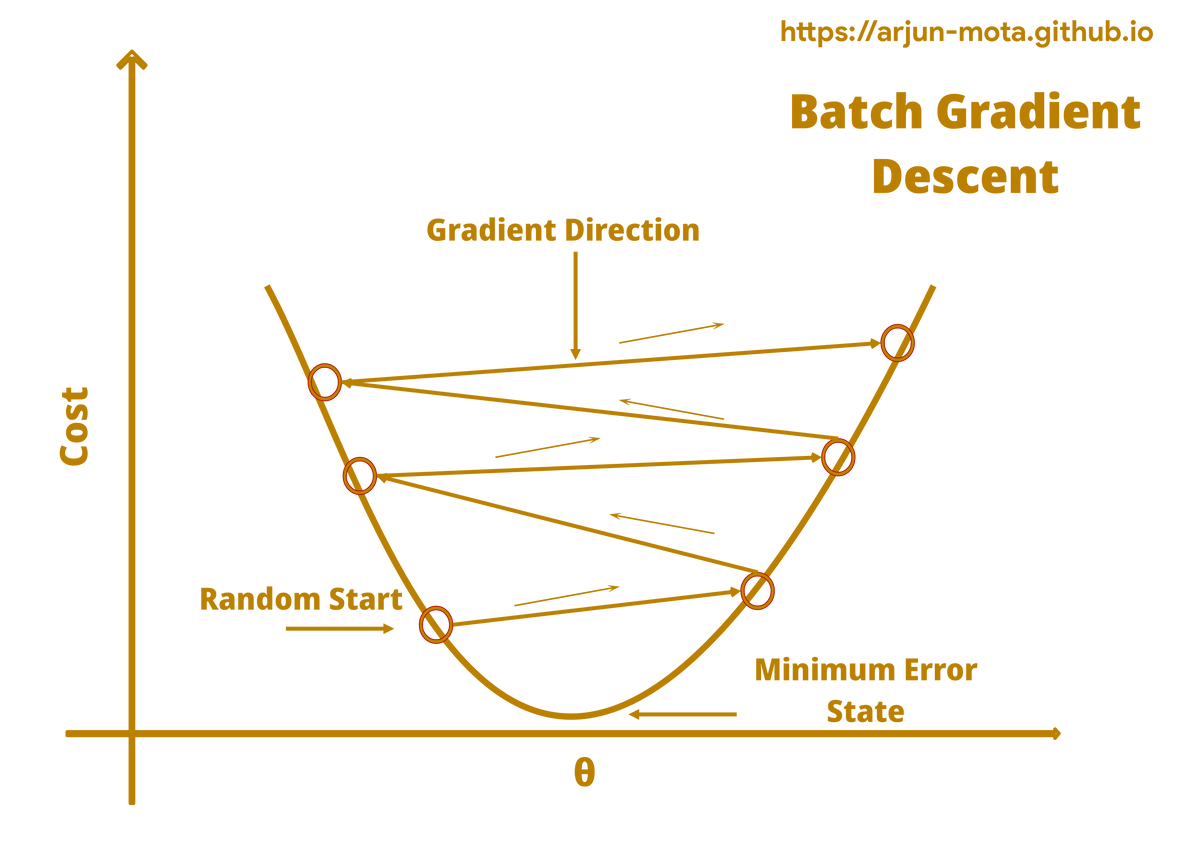 https://arjun-mota.github.io
Batch Gradient
Descent
Gradient Direction
Cost
Random Start
Minimum Error
State
θ